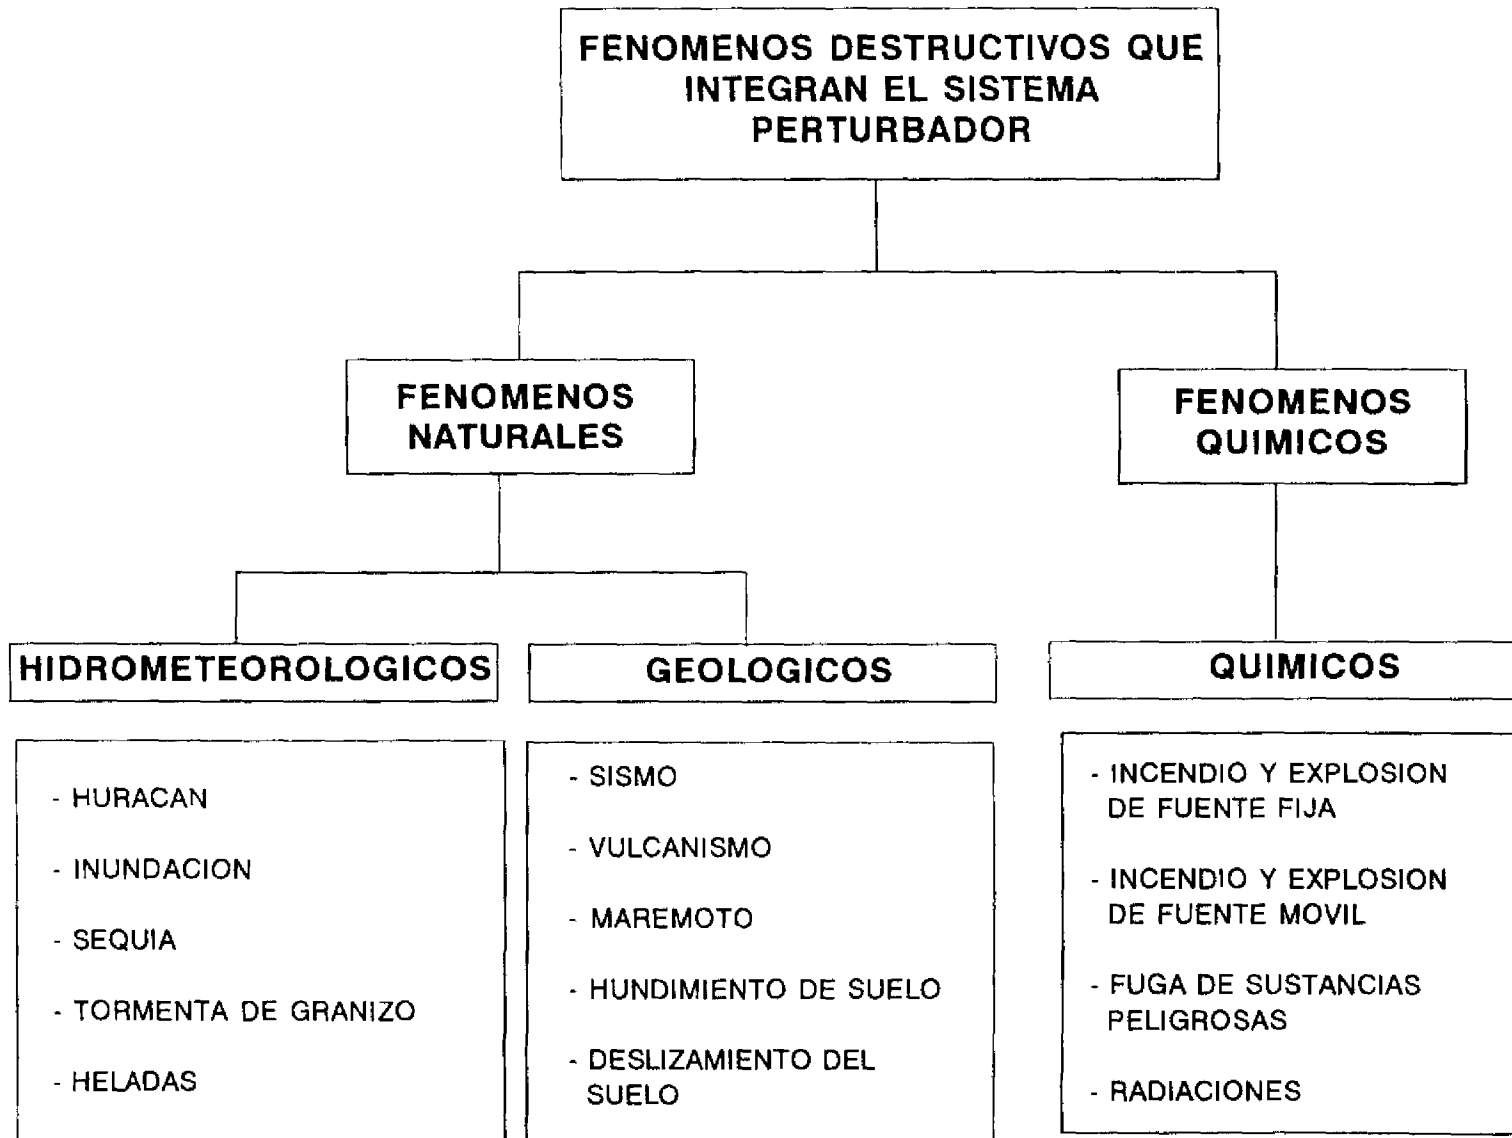 FENOMENOS DESTRUCTIVOS QUE
INTEGRAN EL SISTEMA
PERTURBADOR
FENOMENOS
NATURALES
FENOMENOS
QUIMICOS
HIDROMETEOROLOGICOS
GEOLOGICOS
QUIMICOS
- HURACAN
- INUNDACION
- SEQUIA
- TORMENTA DE GRANIZO
- HELADAS
- SISMO
- VULCANISMO
- MAREMOTO
- HUNDIMIENTO DE SUELO
- DESLIZAMIENTO DEL
SUELO
- INCENDIO Y EXPLOSION
DE FUENTE FIJA
- INCENDIO Y EXPLOSION
DE FUENTE MOVIL
- FUGA DE SUSTANCIAS
PELIGROSAS
- RADIACIONES